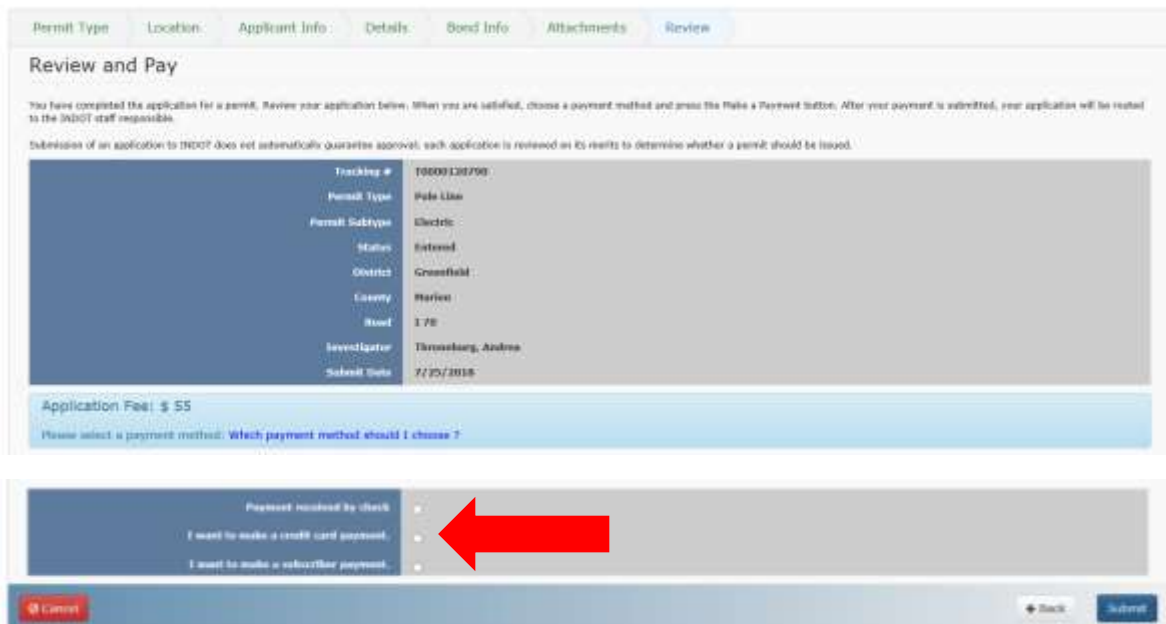 Permit Type Location Applicant Info Details Bond Info Attachments Review
Review and Pay
You have completed the application for a permit. Review your application below. When you are satisfied, choose a payment method and press the Make a Payment button. After your payment is submitted, your application will be routed
to the INDOT staff responsible.
Submission of an application to INDOT does not automatically guarantee approval; each application is reviewed on its merits to determine whether a permit should be issued.
Tracking # T0000120790
Permit Type Pole Line
Permit Subtype Electric
Status Entered
District Greenfield
County Marion
Road I 70
Investigator Throneburg, Andrea
Submit Date 7/25/2018
Application Fee: $ 55
Please select a payment method: Which payment method should I choose ?
Payment received by check
I want to make a credit card payment.
I want to make a subscriber payment.
Cancel Back Submit